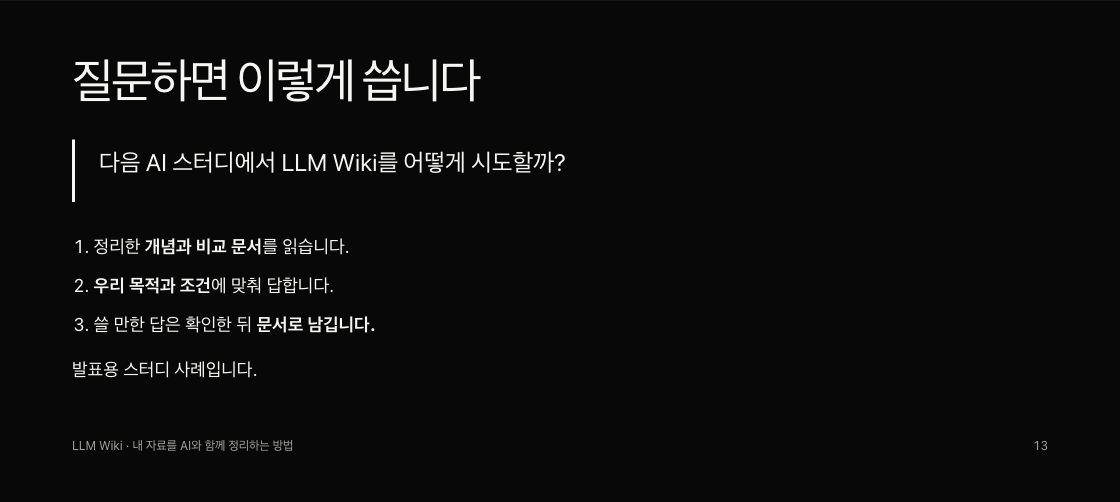 질문하면 이렇게 씁니다
다음 AI 스터디에서 LLM Wiki를 어떻게 시도할까?
1. 정리한 개념과 비교 문서를 읽습니다.
2. 우리 목적과 조건에 맞춰 답합니다.
3. 쓸 만한 답은 확인한 뒤 문서로 남깁니다.
발표용 스터디 사례입니다.
LLM Wiki · 내 자료를 AI와 함께 정리하는 방법
13